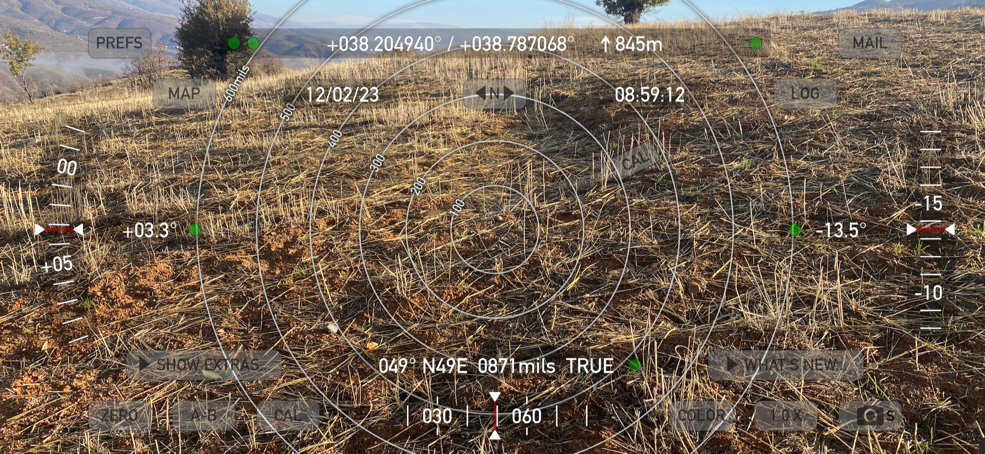 PREFS
+038.204940° / +038.787068° ↑845m
MAIL
MAP
12/02/23
N
08:59:12
LOG
600mils
500
400
300
200
100
CAL
00
+05
+03.3°
-13.5°
-15
-10
SHOW EXTRAS
049° N49E 0871mils TRUE
WHAT'S NEW
ZERO
A-B
CAL
030
060
COLOR
1.0 X
S